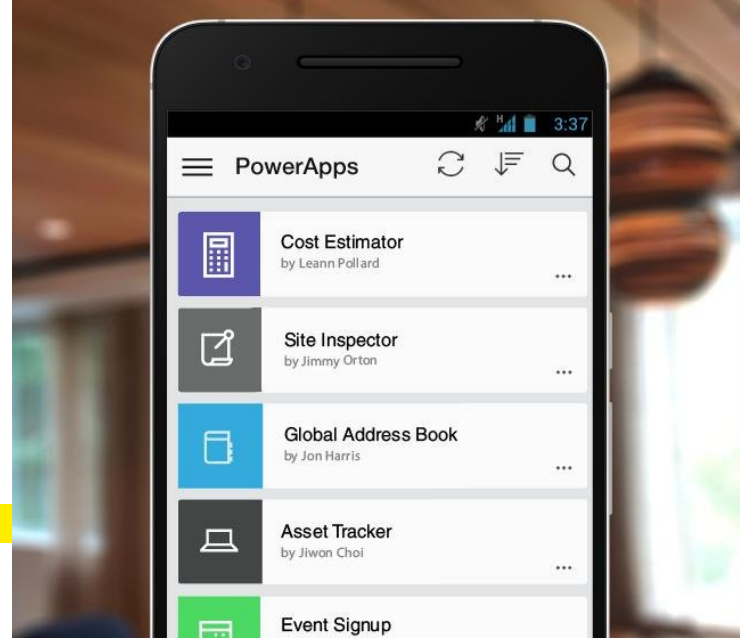 H
3:37
PowerApps
Cost Estimator
by Leann Pollard
Site Inspector
by Jimmy Orton
Global Address Book
by Jon Harris
Asset Tracker
by Jiwon Choi
Event Signup